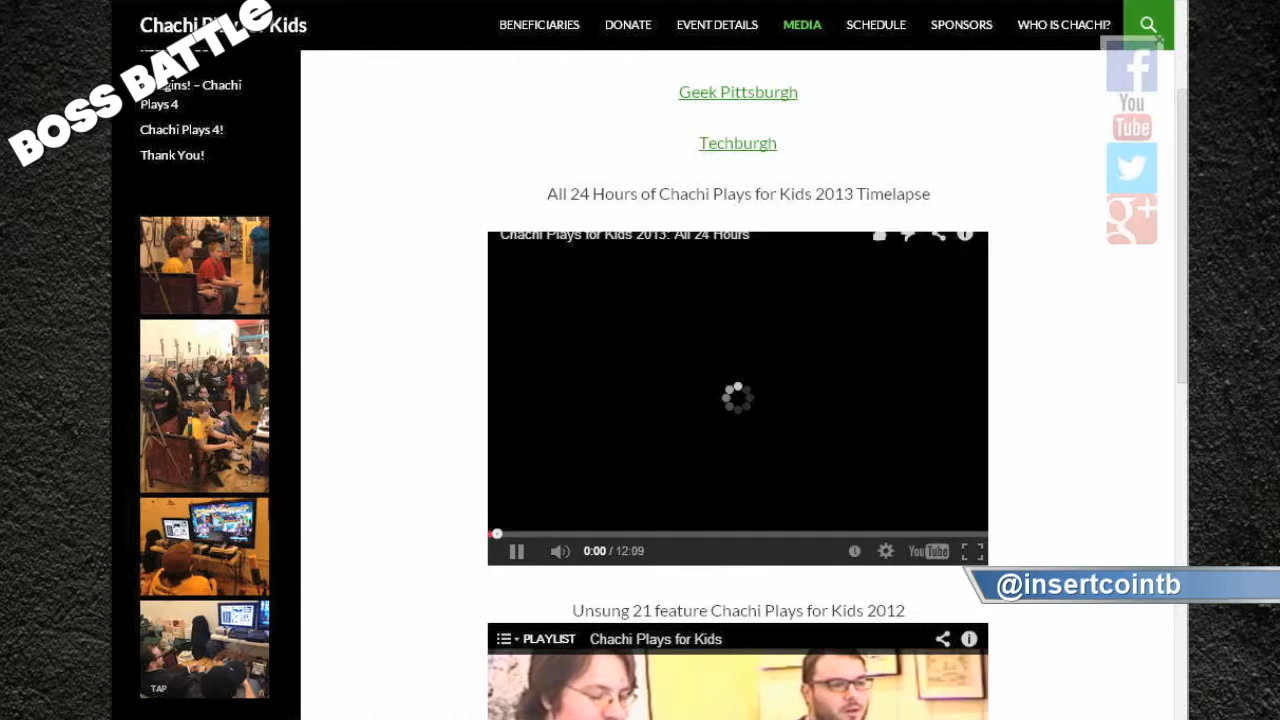 BOSS BATTLE
BENEFICIARIES DONATE EVENT DETAILS MEDIA SCHEDULE SPONSORS WHO IS CHACHI?
– Chachi
Plays 4
Chachi Plays 4!
Thank You!
Geek Pittsburgh
Techburgh
All 24 Hours of Chachi Plays for Kids 2013 Timelapse
Chachi Plays for Kids 2013: All 24 Hours
0:00 / 12:09
YouTube
Unsung 21 feature Chachi Plays for Kids 2012
PLAYLIST Chachi Plays for Kids
You
Tube
g+
@insertcointb
TAP